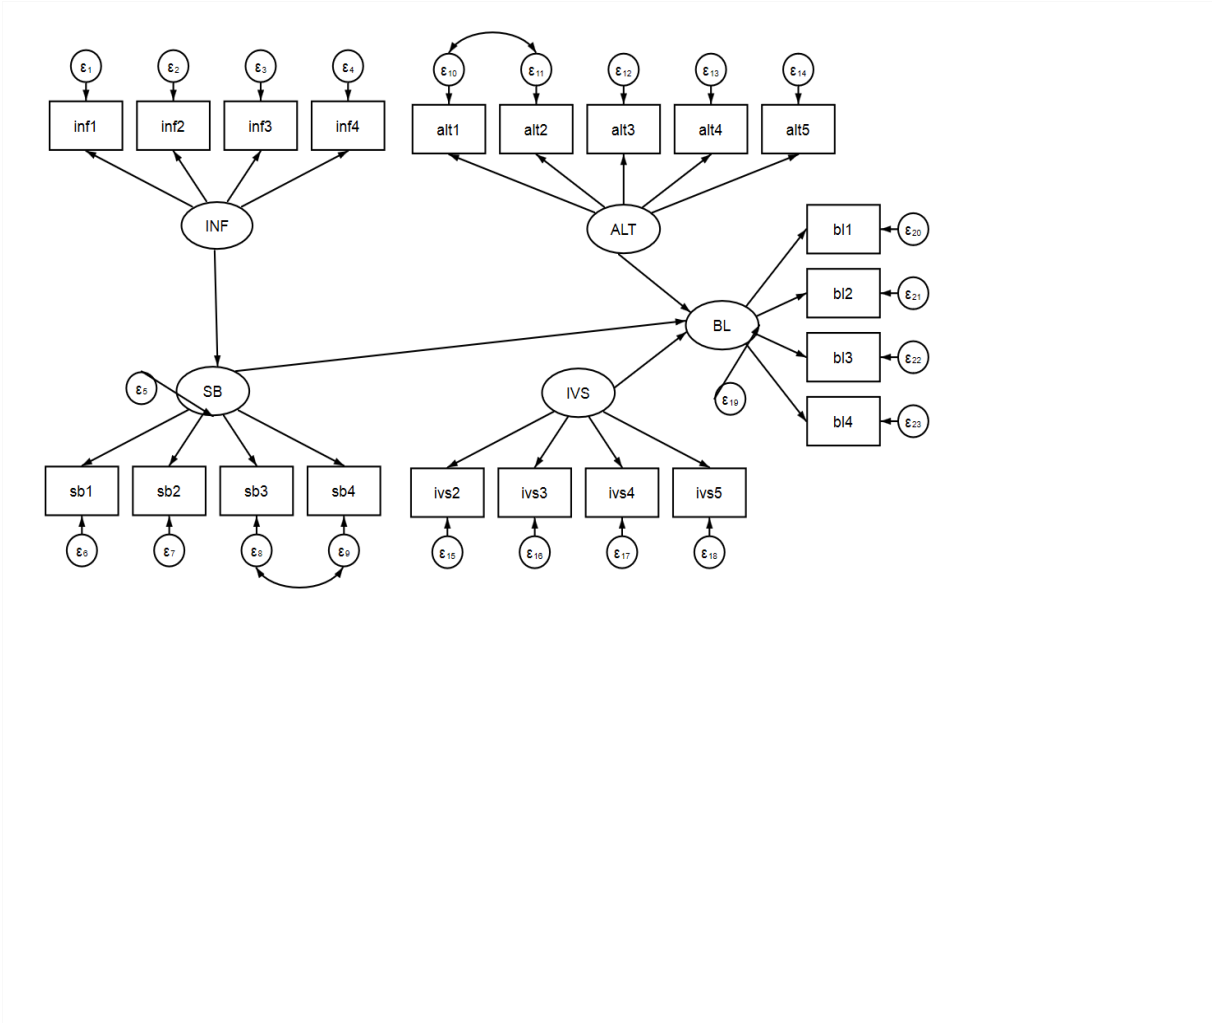 ε₁ ε₂ ε₃ ε₄
inf1 inf2 inf3 inf4
INF
ε₁₀ ε₁₁ ε₁₂ ε₁₃ ε₁₄
alt1 alt2 alt3 alt4 alt5
ALT
bl1 ε₂₀
bl2 ε₂₁
BL
bl3 ε₂₂
ε₁₉
bl4 ε₂₃
ε₅ SB
IVS
sb1 sb2 sb3 sb4
ε₆ ε₇ ε₈ ε₉
ivs2 ivs3 ivs4 ivs5
ε₁₅ ε₁₆ ε₁₇ ε₁₈